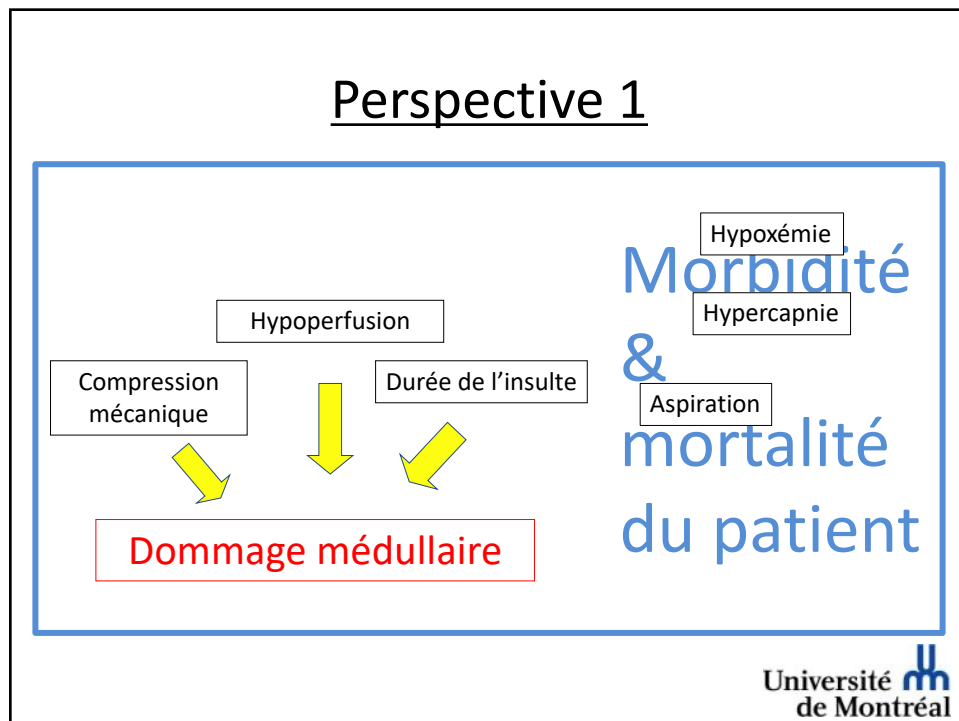 Perspective 1
Hypoperfusion
Compression
mécanique
Durée de l'insulte
Dommage médullaire
Hypoxémie
Morbidité
Hypercapnie
&
Aspiration
mortalité
du patient
Université
de Montréal